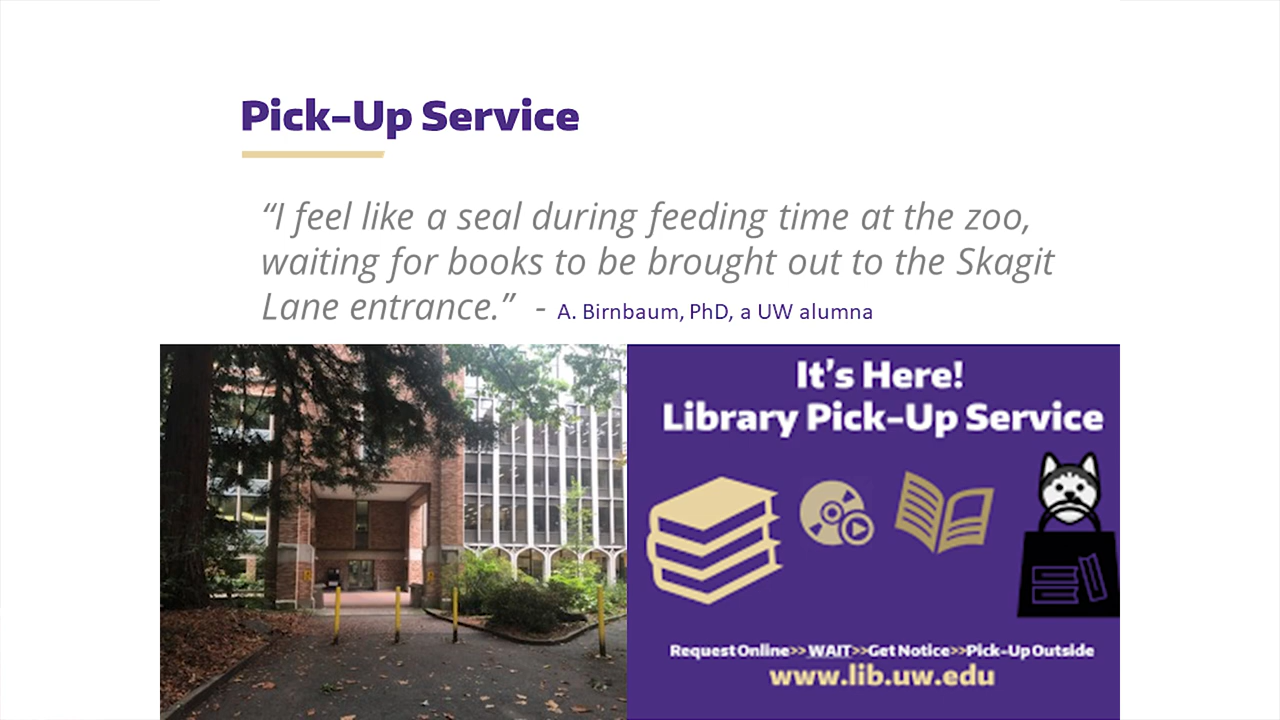 Pick-Up Service
“I feel like a seal during feeding time at the zoo,
waiting for books to be brought out to the Skagit
Lane entrance.” - A. Birnbaum, PhD, a UW alumna
It’s Here!
Library Pick-Up Service
Request Online>>WAIT>>Get Notice>>Pick-Up Outside
www.lib.uw.edu